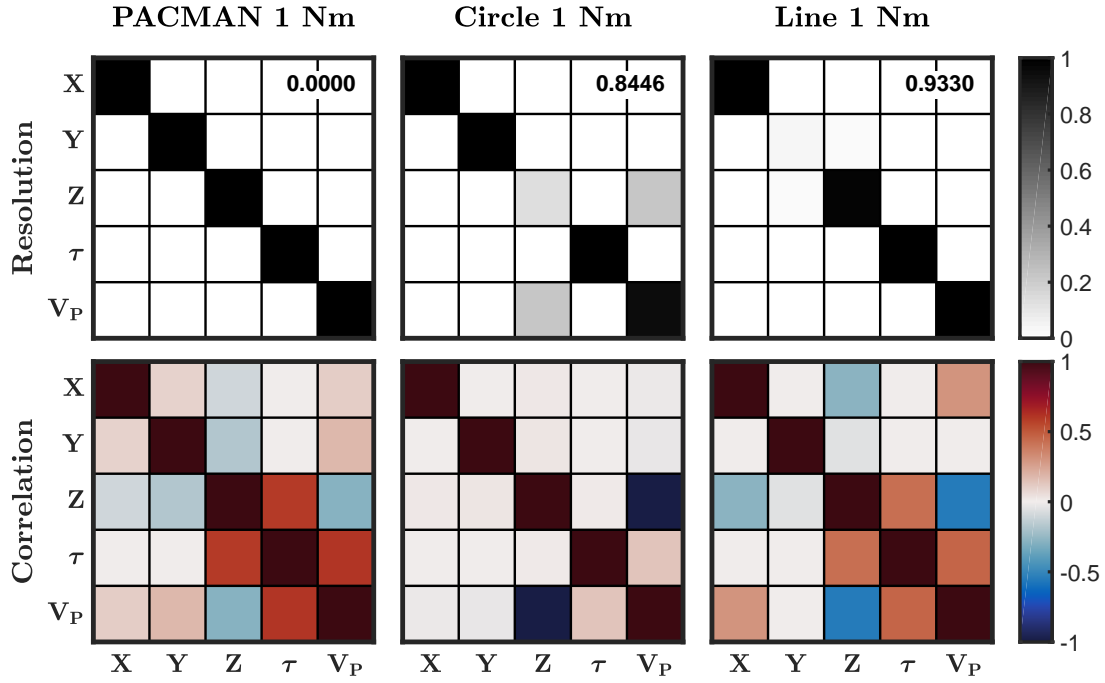 PACMAN 1 Nm Circle 1 Nm Line 1 Nm
Resolution
X 0.0000 0.8446 0.9330 1
Y 0.8
Z 0.6
τ 0.4
V_P 0.2
0
Correlation
X 1
Y 0.5
Z 0
τ -0.5
V_P -1
X Y Z τ V_P X Y Z τ V_P X Y Z τ V_P